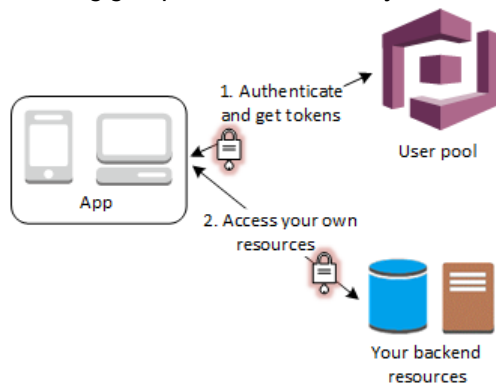 1. Authenticate
and get tokens
User pool
App
2. Access your own
resources
Your backend
resources